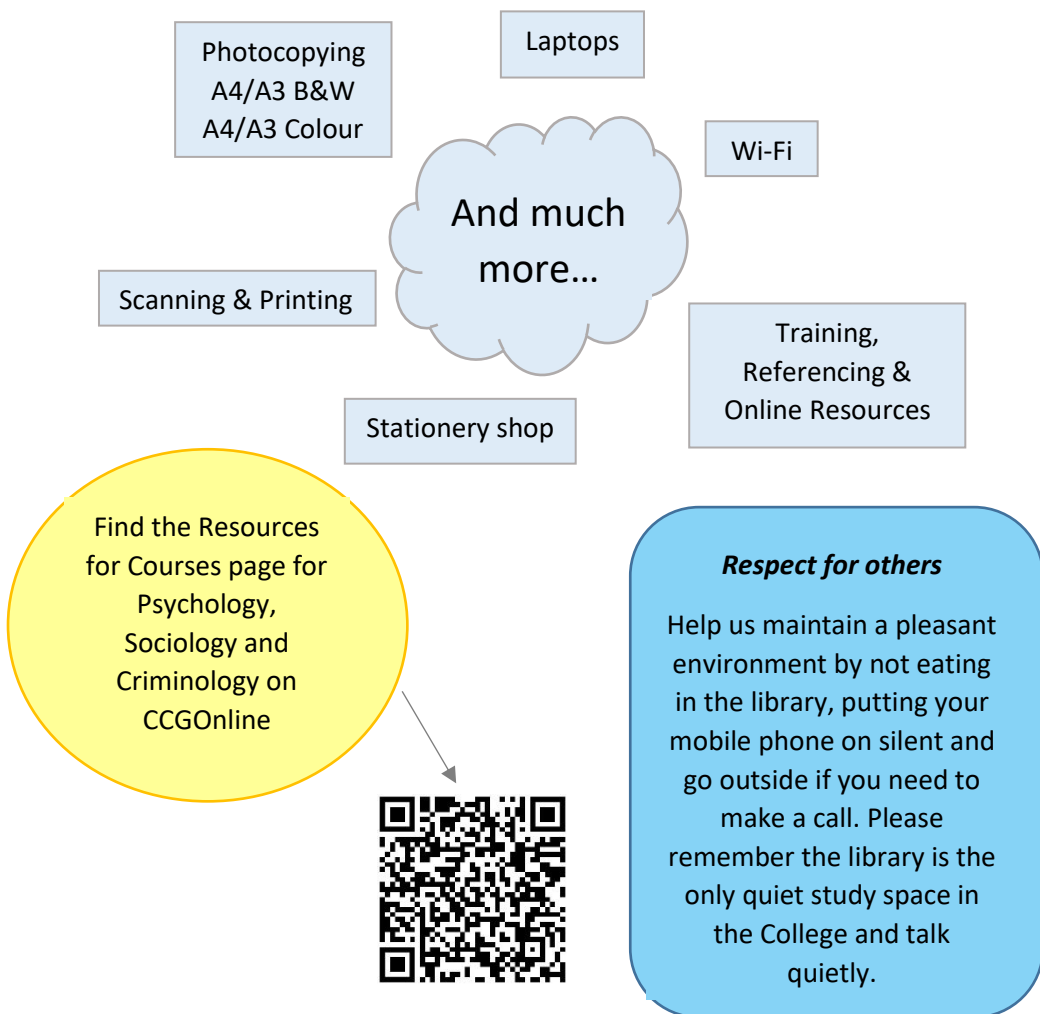 Photocopying
A4/A3 B&W
A4/A3 Colour
Laptops
Wi-Fi
And much
more…
Scanning & Printing
Training,
Referencing &
Online Resources
Stationery shop
Find the Resources
for Courses page for
Psychology,
Sociology and
Criminology on
CCGOnline
Respect for others
Help us maintain a pleasant
environment by not eating
in the library, putting your
mobile phone on silent and
go outside if you need to
make a call. Please
remember the library is the
only quiet study space in
the College and talk
quietly.